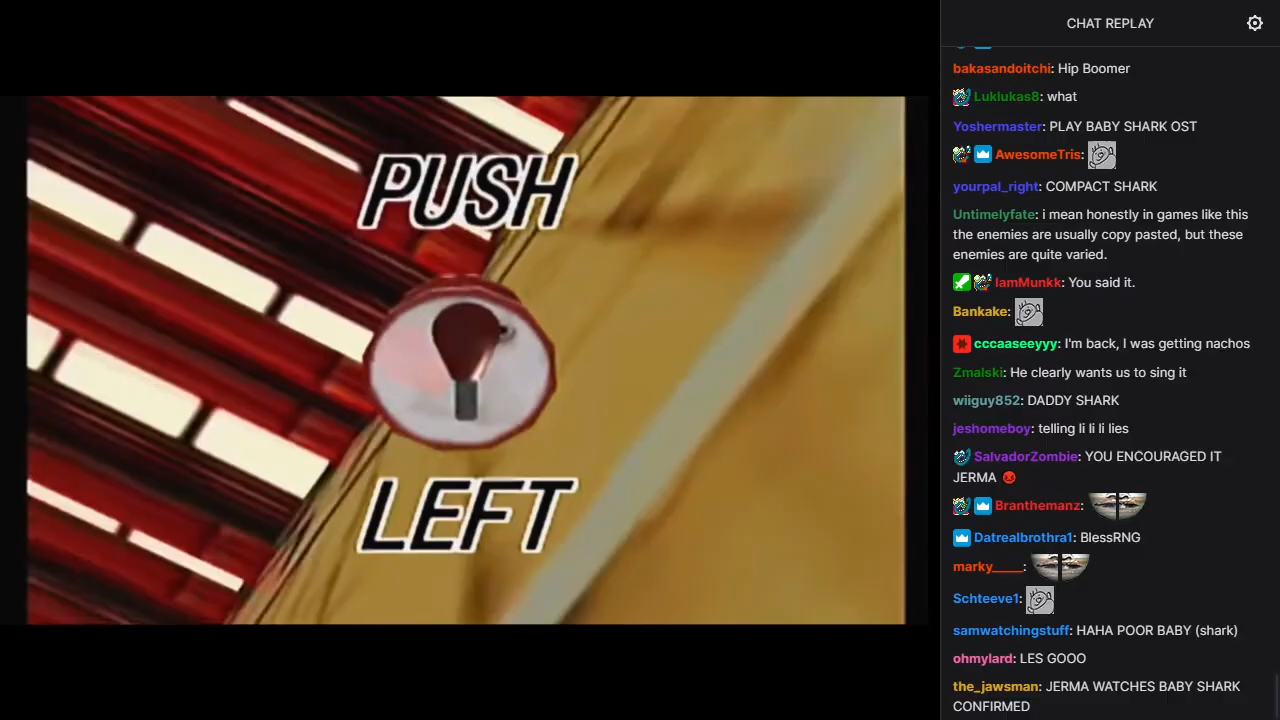 PUSH
LEFT
CHAT REPLAY
bakasandoitchi: Hip Boomer
Luklukas8: what
Yoshermaster: PLAY BABY SHARK OST
AwesomeTris:
yourpal_right: COMPACT SHARK
Untimelyfate: i mean honestly in games like this
the enemies are usually copy pasted, but these
enemies are quite varied.
IamMunkk: You said it.
Bankake:
cccaaseeyyy: I'm back, I was getting nachos
Zmalski: He clearly wants us to sing it
wiiguy852: DADDY SHARK
jeshomeboy: telling li li li lies
SalvadorZombie: YOU ENCOURAGED IT
JERMA
Branthemanz:
Datrealbrothra1: BlessRNG
marky_____:
Schteeve1:
samwatchingstuff: HAHA POOR BABY (shark)
ohmylard: LES GOOO
the_jawsman: JERMA WATCHES BABY SHARK
CONFIRMED